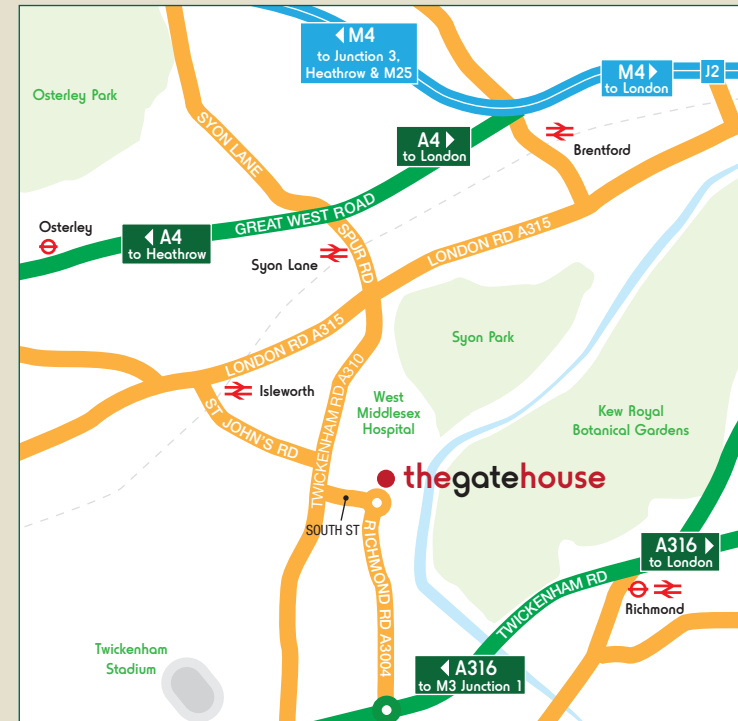 M4
to Junction 3,
Heathrow & M25
M4
to London
J2
Osterley Park
SYON LANE
A4
to London
Brentford
Osterley
A4
to Heathrow
GREAT WEST ROAD
SPUR RD
Syon Lane
LONDON RD A315
LONDON RD A315
Syon Park
TWICKENHAM RD A310
Isleworth
ST JOHN'S RD
West
Middlesex
Hospital
Kew Royal
Botanical Gardens
thegatehouse
SOUTH ST
RICHMOND RD A3004
A316
to London
TWICKENHAM RD
Richmond
Twickenham
Stadium
A316
to M3 Junction 1